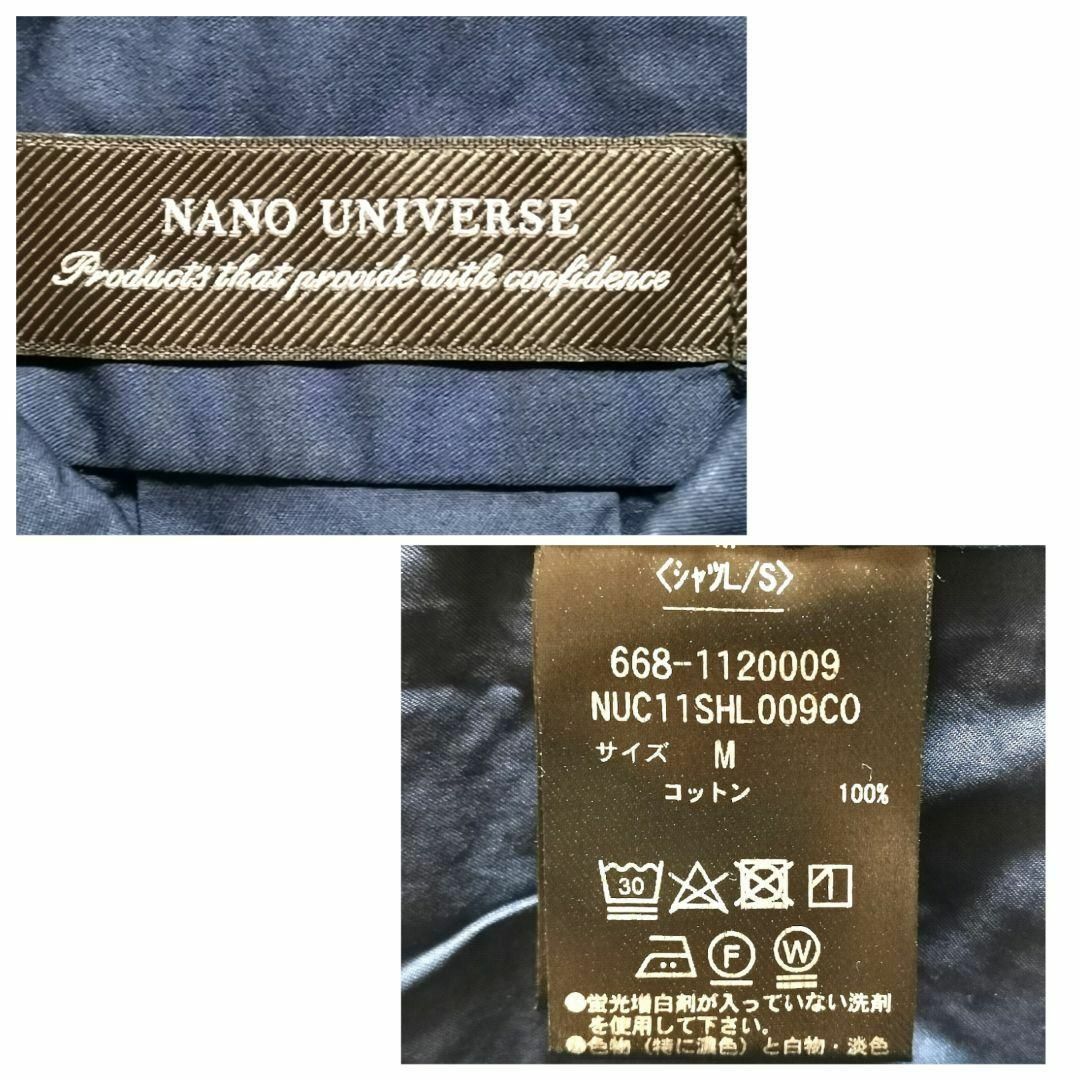 NANO UNIVERSE
Products that provide with confidence
〈シャツL/S〉
668-1120009
NUC11SHL009CO
サイズ M
コットン 100%
30
F W
●蛍光増白剤が入っていない洗剤
を使用して下さい。
●色物(特に濃色)と白物・淡色